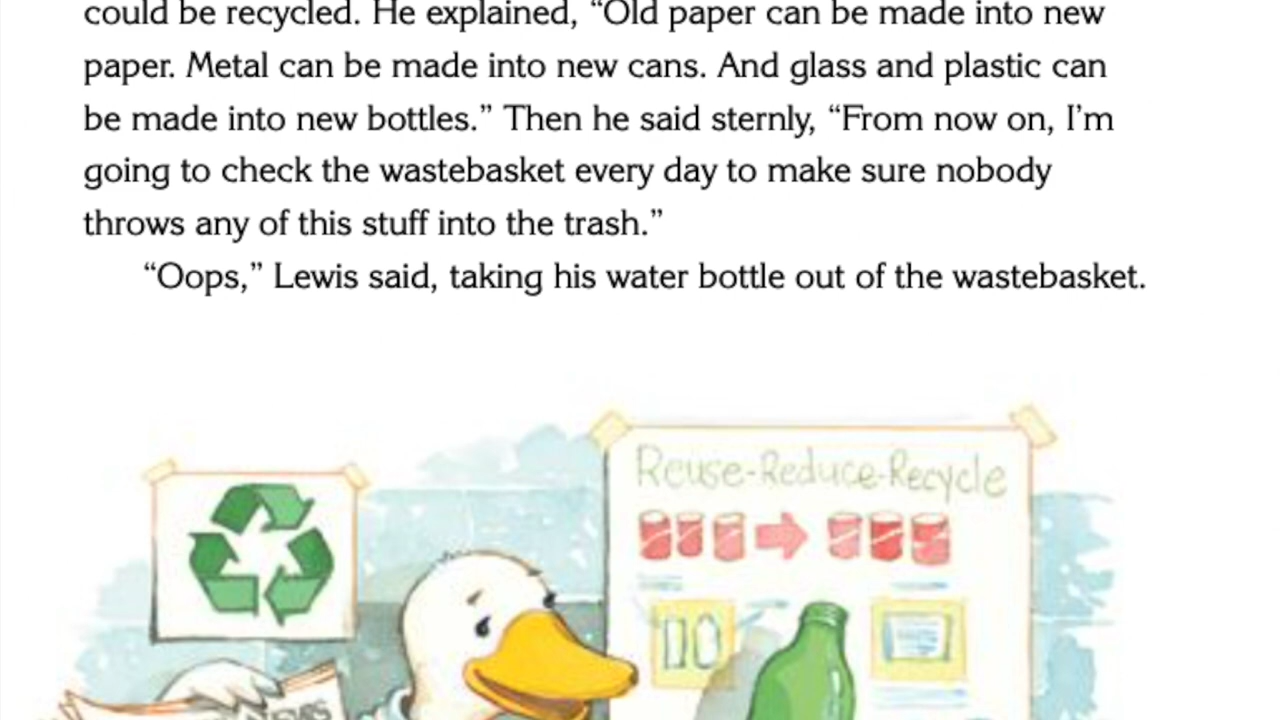 could be recycled. He explained, “Old paper can be made into new
paper. Metal can be made into new cans. And glass and plastic can
be made into new bottles.” Then he said sternly, “From now on, I’m
going to check the wastebasket every day to make sure nobody
throws any of this stuff into the trash.”
“Oops,” Lewis said, taking his water bottle out of the wastebasket.
Reuse-Reduce-Recycle
NEWS